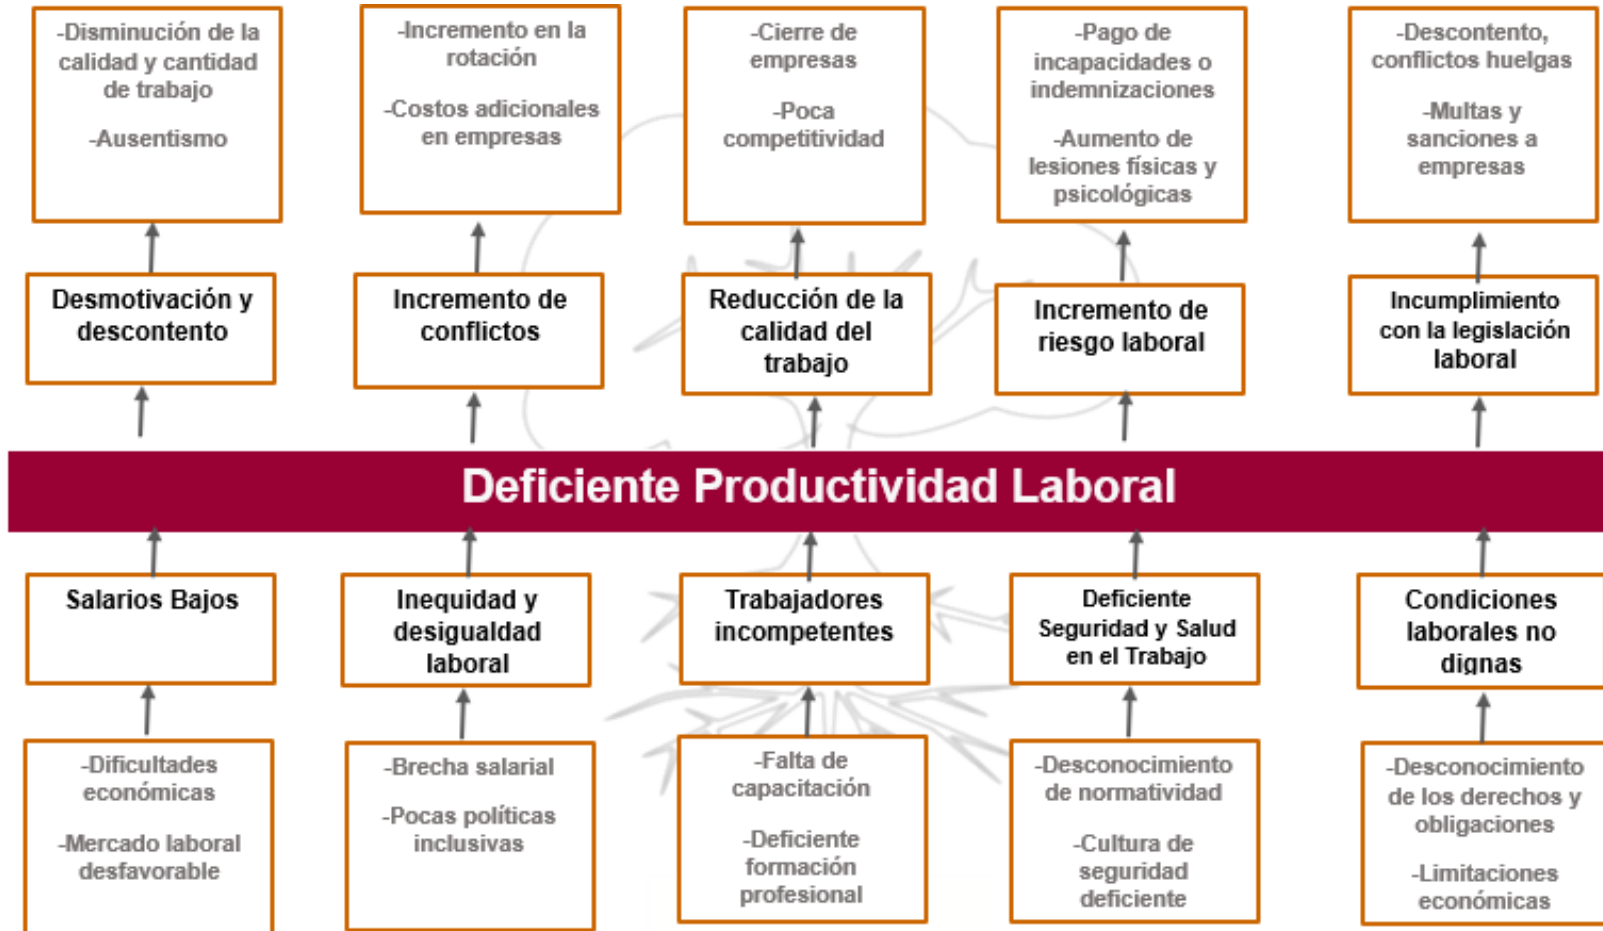 -Disminución de la
calidad y cantidad
de trabajo
-Ausentismo
-Incremento en la
rotación
-Costos adicionales
en empresas
-Cierre de
empresas
-Poca
competitividad
-Pago de
incapacidades o
indemnizaciones
-Aumento de
lesiones físicas y
psicológicas
-Descontento,
conflictos huelgas
-Multas y
sanciones a
empresas
Desmotivación y
descontento
Incremento de
conflictos
Reducción de la
calidad del
trabajo
Incremento de
riesgo laboral
Incumplimiento
con la legislación
laboral
Deficiente Productividad Laboral
Salarios Bajos
Inequidad y
desigualdad
laboral
Trabajadores
incompetentes
Deficiente
Seguridad y Salud
en el Trabajo
Condiciones
laborales no
dignas
-Dificultades
económicas
-Mercado laboral
desfavorable
-Brecha salarial
-Pocas políticas
inclusivas
-Falta de
capacitación
-Deficiente
formación
profesional
-Desconocimiento
de normatividad
-Cultura de
seguridad
deficiente
-Desconocimiento
de los derechos y
obligaciones
-Limitaciones
económicas